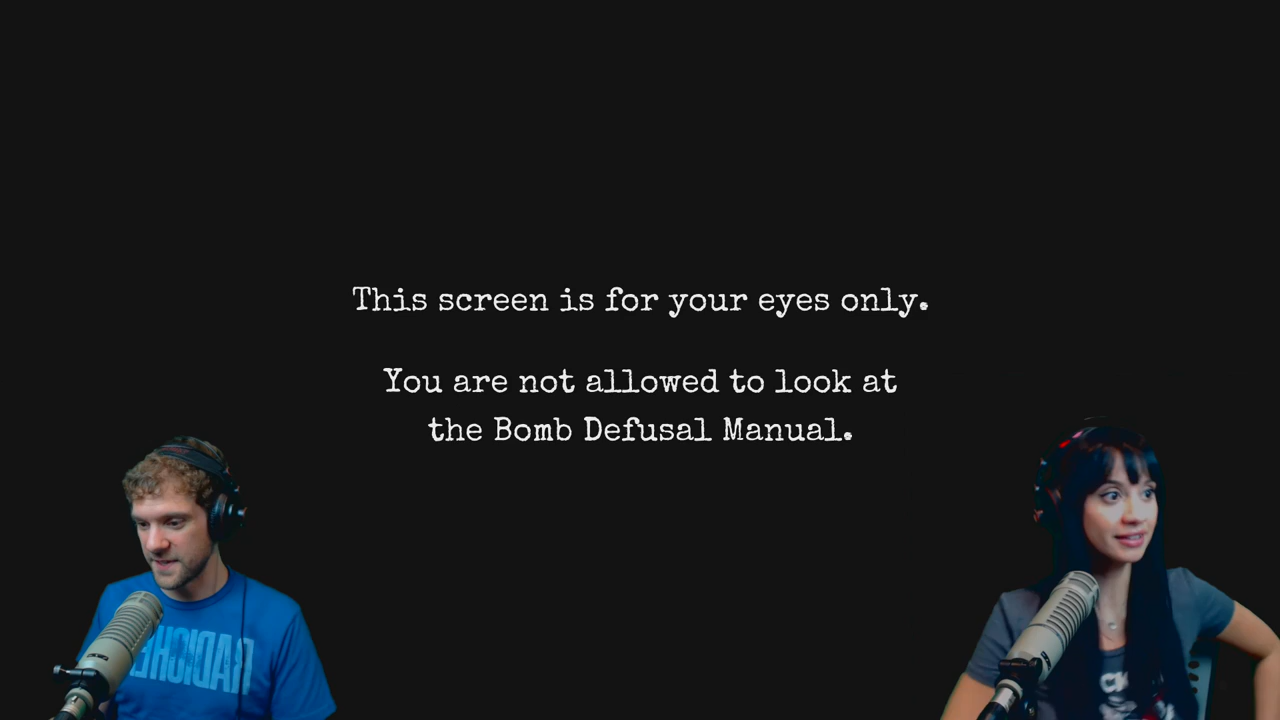 This screen is for your eyes only.
You are not allowed to look at
the Bomb Defusal Manual.